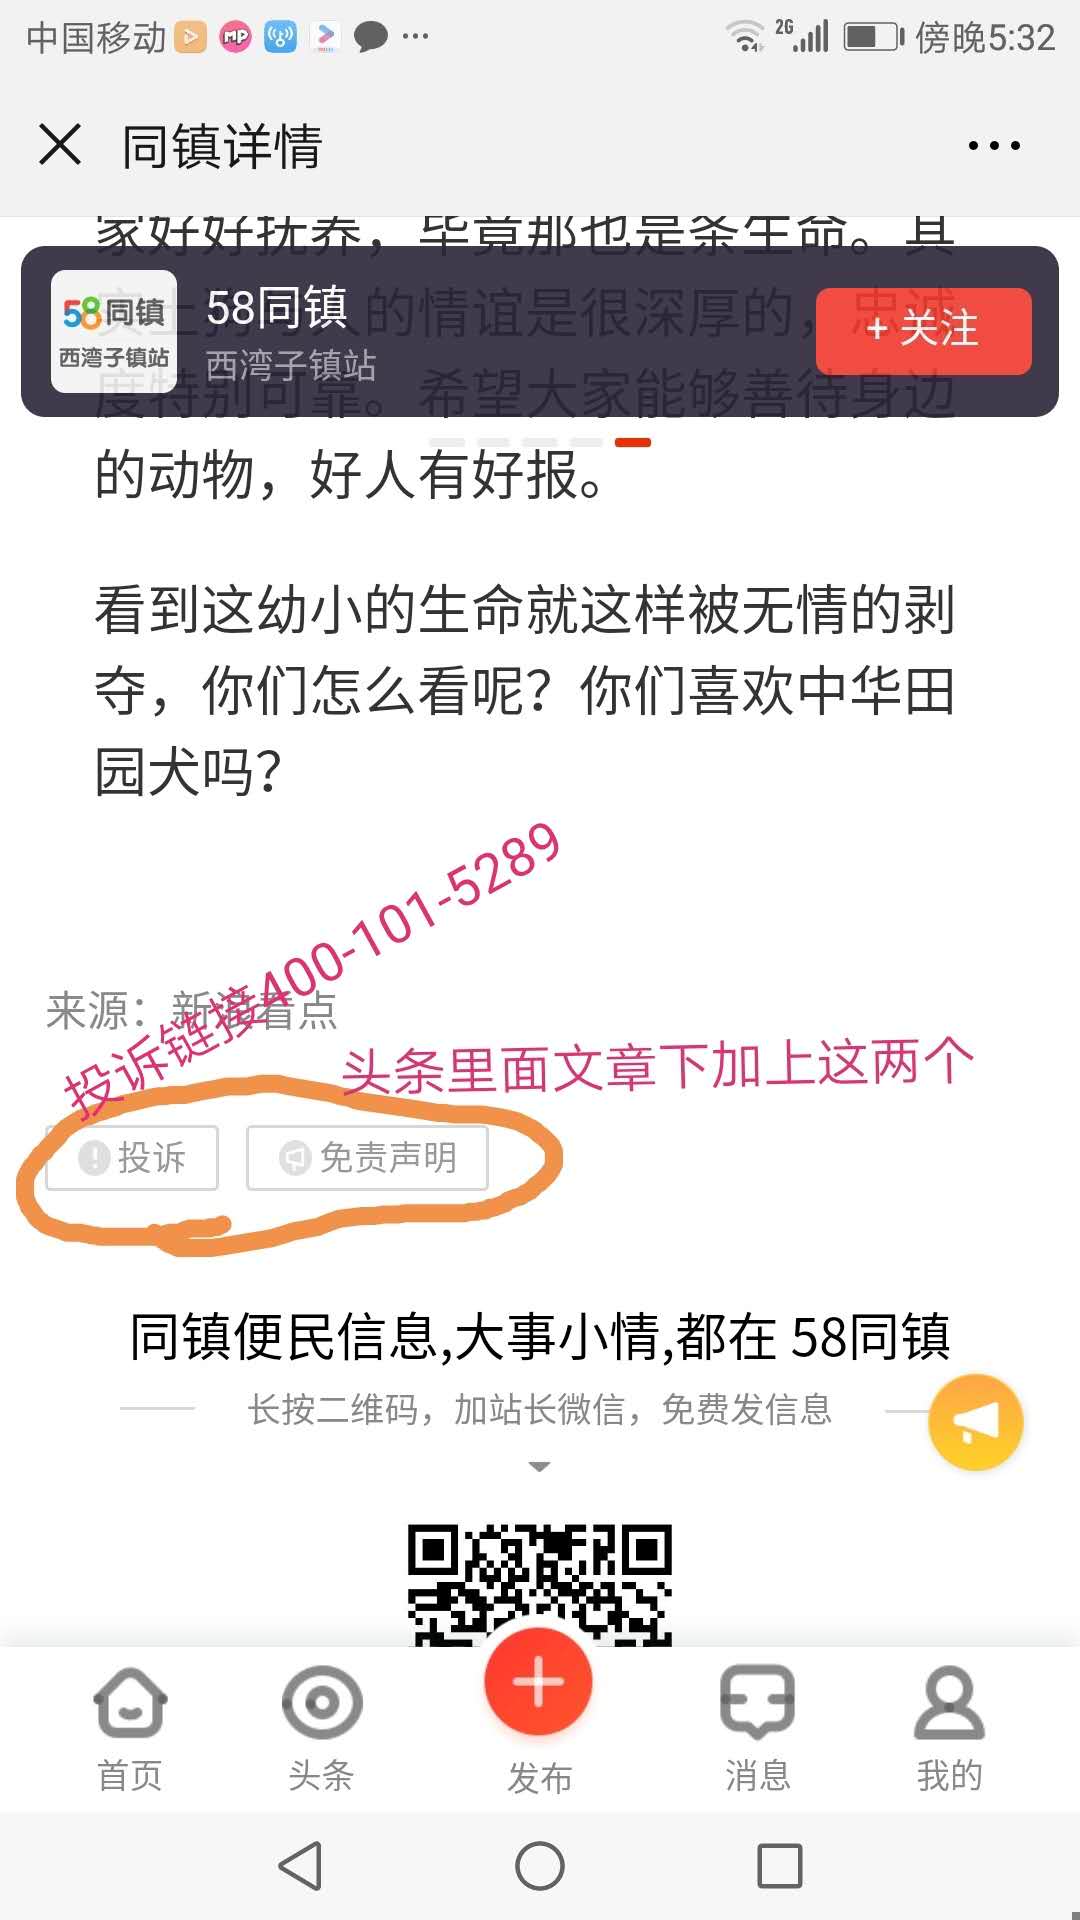 中国移动
2G
傍晚5:32
同镇详情
家好好抚养，毕竟那也是条生命。其
58同镇
西湾子镇站
58同镇
西湾子镇站
+ 关注
人的情谊是很深厚的，忠诚
度特别可靠。希望大家能够善待身边
的动物，好人有好报。
看到这幼小的生命就这样被无情的剥
夺，你们怎么看呢？你们喜欢中华田
园犬吗？
投诉链接400-101-5289
来源：新浪看点
头条里面文章下加上这两个
投诉
免责声明
同镇便民信息,大事小情,都在 58同镇
长按二维码，加站长微信，免费发信息
首页
头条
发布
消息
我的